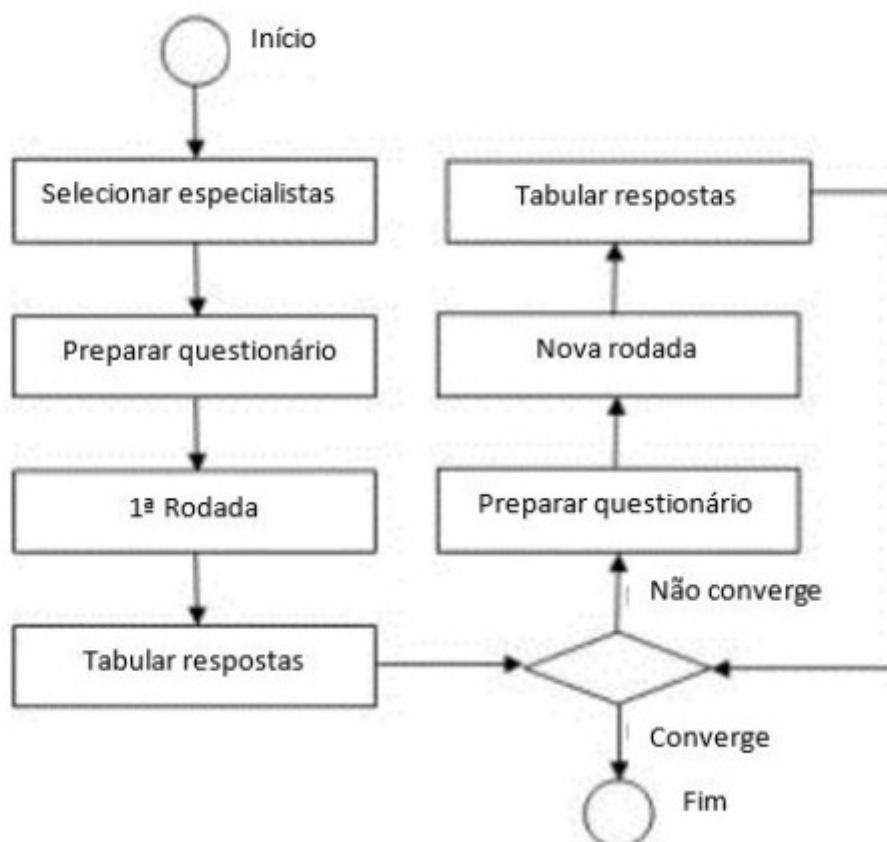 Início
Selecionar especialistas
Preparar questionário
1ª Rodada
Tabular respostas
Tabular respostas
Nova rodada
Preparar questionário
Não converge
Converge
Fim